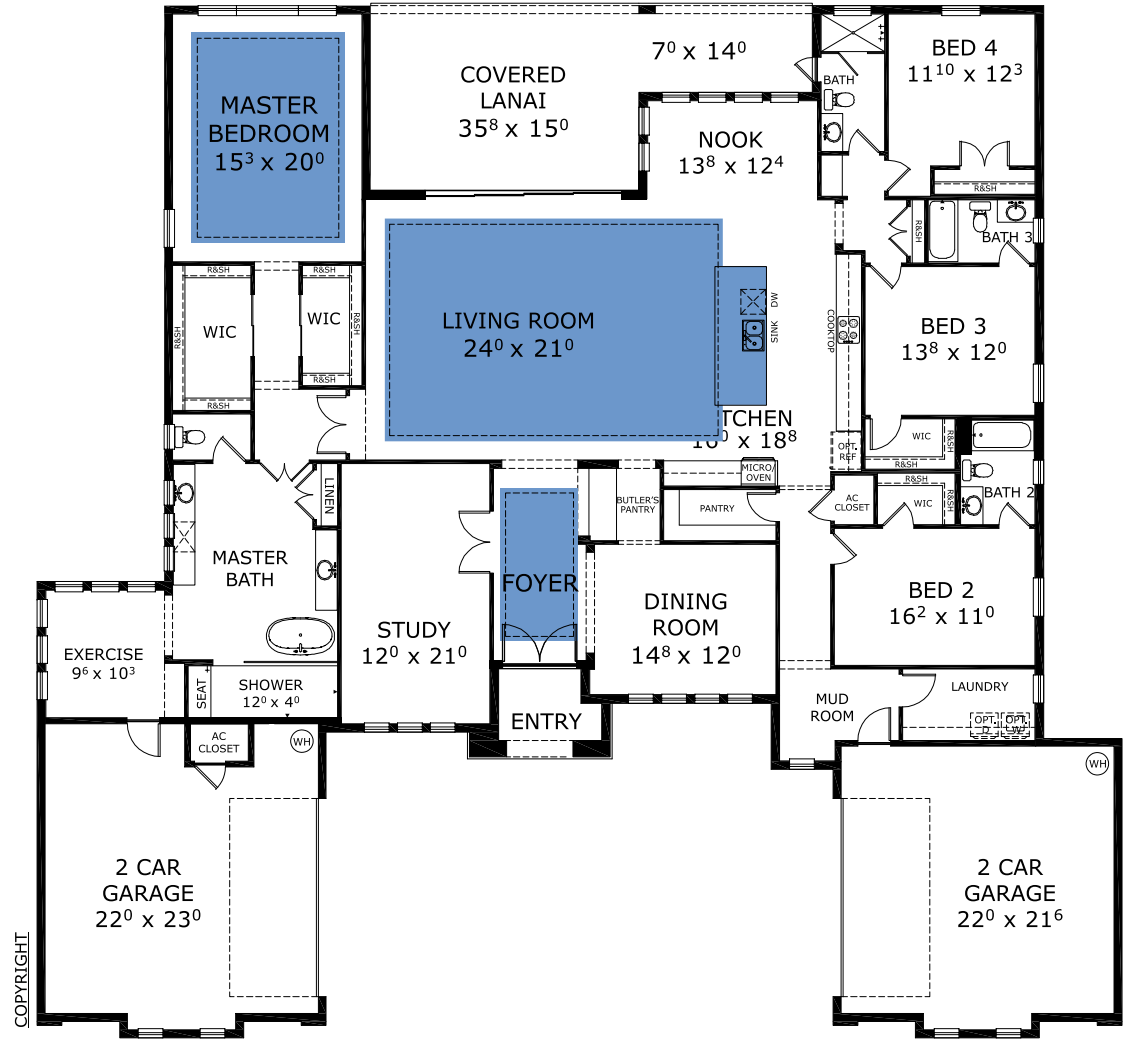 MASTER
BEDROOM
15³ x 20⁰
COVERED
LANAI
35⁸ x 15⁰
7⁰ x 14⁰
NOOK
13⁸ x 12⁴
BATH
BED 4
11¹⁰ x 12³
R&SH
R&SH
BATH 3
R&SH
WIC
R&SH
R&SH
R&SH
WIC
R&SH
R&SH
LIVING ROOM
24⁰ x 21⁰
DW
SINK
COOKTOP
BED 3
13⁸ x 12⁰
TCHEN
16⁰ x 18⁸
OPT.
REF
WIC
R&SH
R&SH
R&SH
WIC
R&SH
BATH 2
MICRO/
OVEN
BUTLER'S
PANTRY
PANTRY
AC
CLOSET
LINEN
MASTER
BATH
FOYER
STUDY
12⁰ x 21⁰
DINING
ROOM
14⁸ x 12⁰
BED 2
16² x 11⁰
EXERCISE
9⁶ x 10³
SEAT
SHOWER
12⁰ x 4⁰
ENTRY
MUD
ROOM
LAUNDRY
OPT.
D
OPT.
W
AC
CLOSET
WH
WH
2 CAR
GARAGE
22⁰ x 23⁰
2 CAR
GARAGE
22⁰ x 21⁶
COPYRIGHT